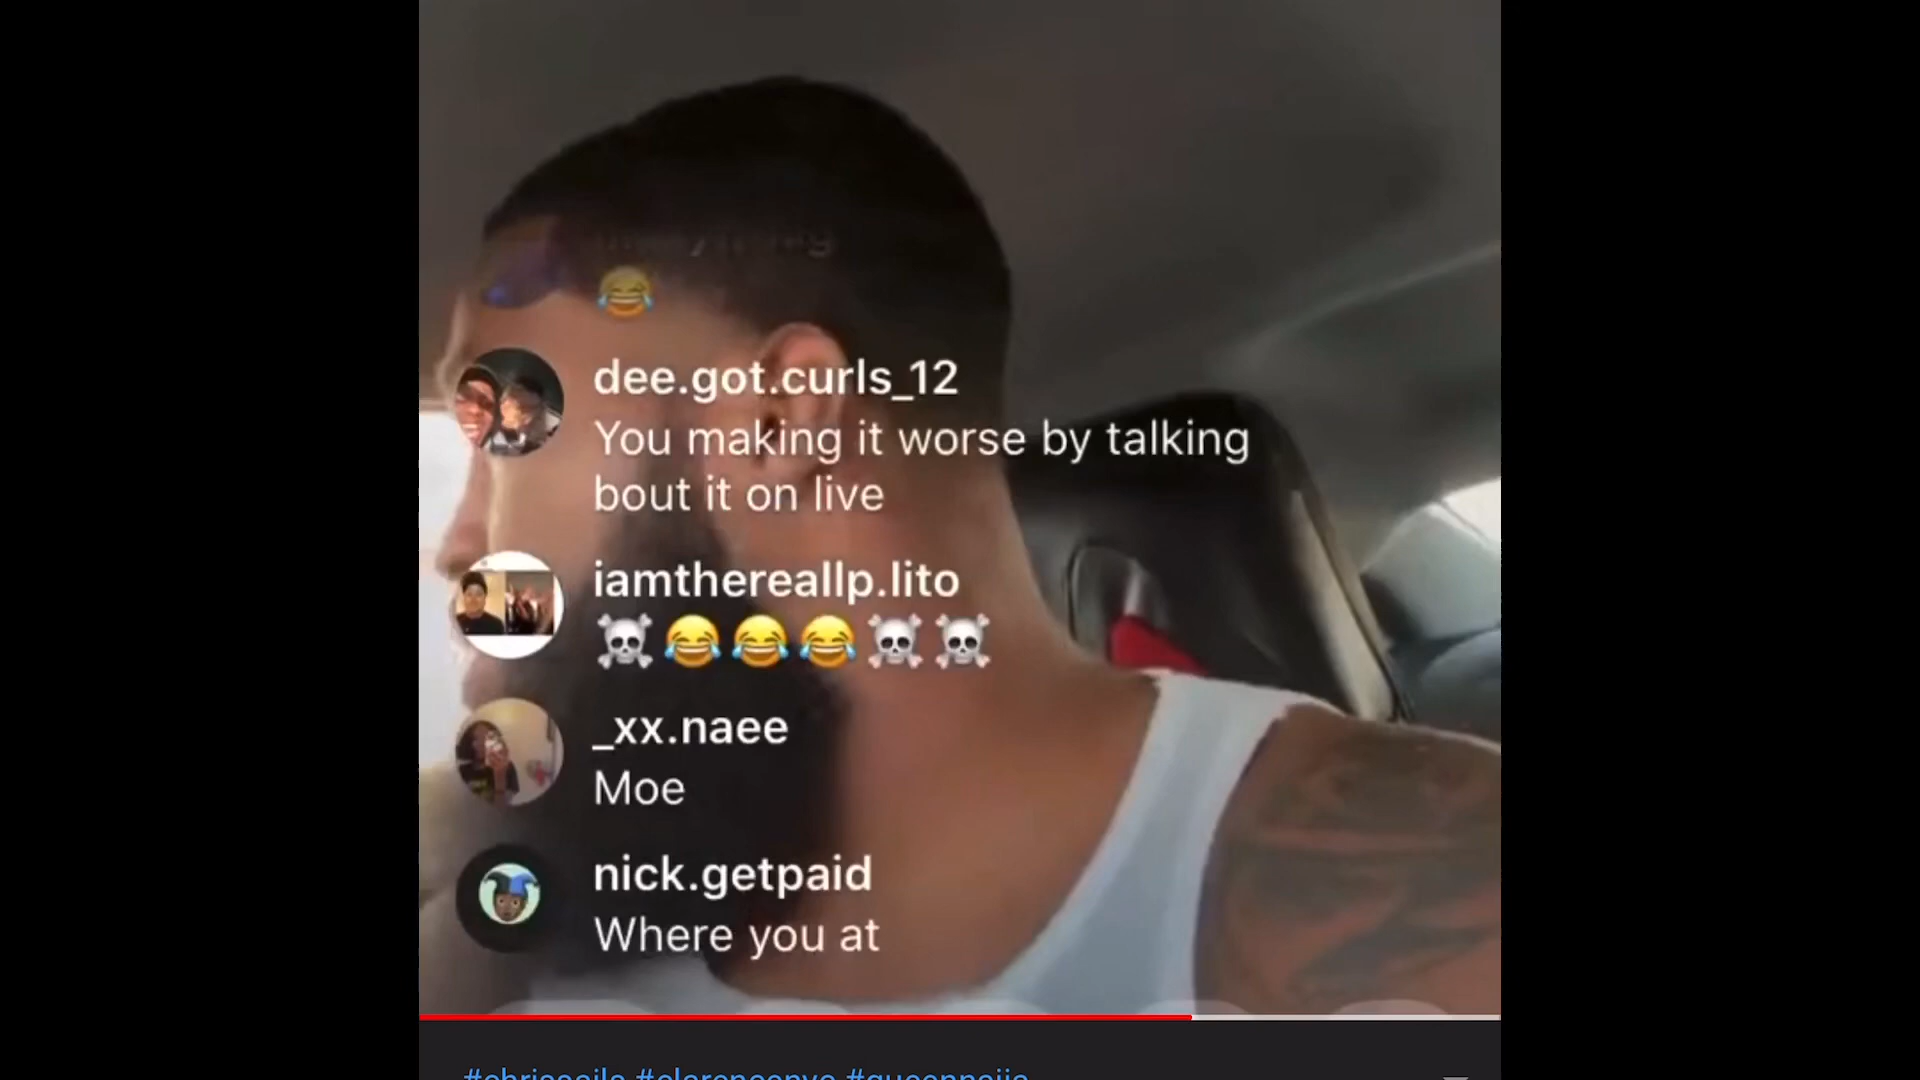 😂
dee.got.curls_12
You making it worse by talking
bout it on live
iamthereallp.lito
☠️😂😂😂☠️☠️
_xx.naee
Moe
nick.getpaid
Where you at